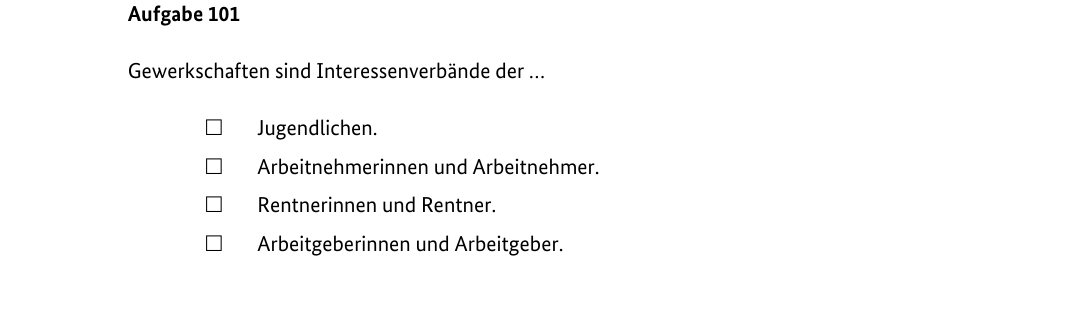 Aufgabe 101
Gewerkschaften sind Interessenverbände der ...
☐ Jugendlichen.
☐ Arbeitnehmerinnen und Arbeitnehmer.
☐ Rentnerinnen und Rentner.
☐ Arbeitgeberinnen und Arbeitgeber.